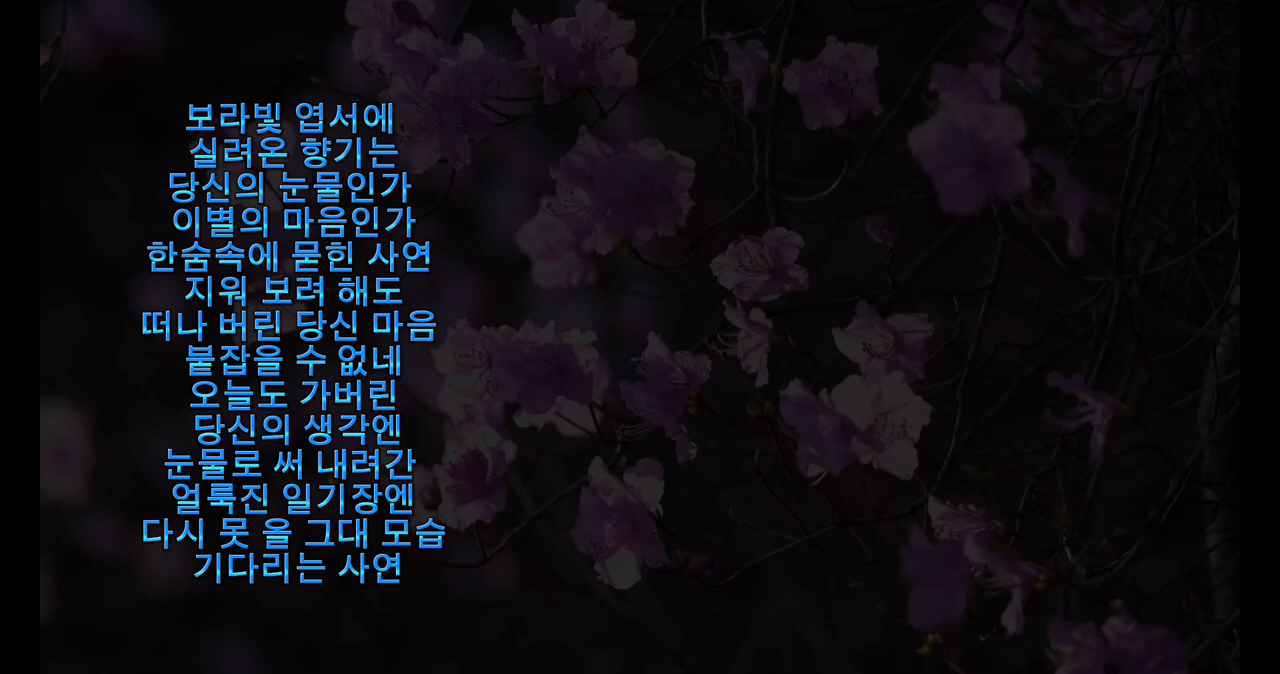 보라빛 엽서에
실려온 향기는
당신의 눈물인가
이별의 마음인가
한숨속에 묻힌 사연
지워 보려 해도
떠나 버린 당신 마음
붙잡을 수 없네
오늘도 가버린
당신의 생각엔
눈물로 써 내려간
얼룩진 일기장엔
다시 못 올 그대 모습
기다리는 사연